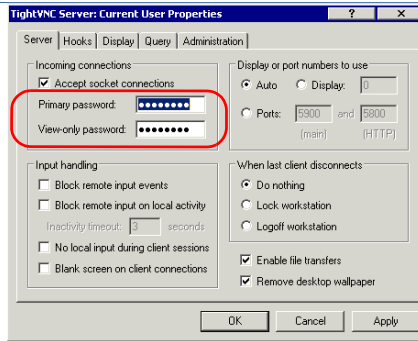 TightVNC Server: Current User Properties ? X
Server Hooks Display Query Administration
Incoming connections
Accept socket connections
Primary password: ••••••••
View-only password: ••••••••
Display or port numbers to use
Auto Display: 0
Ports: 5900 and 5800
(main) (HTTP)
Input handling
Block remote input events
Block remote input on local activity
Inactivity timeout: 3 seconds
No local input during client sessions
Blank screen on client connections
When last client disconnects
Do nothing
Lock workstation
Logoff workstation
Enable file transfers
Remove desktop wallpaper
OK Cancel Apply